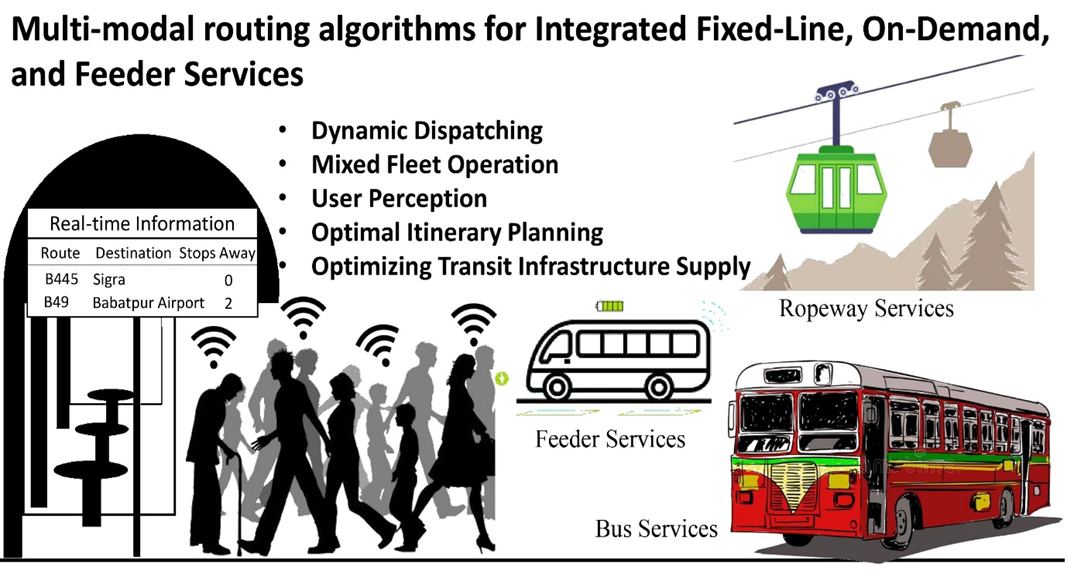 Multi-modal routing algorithms for Integrated Fixed-Line, On-Demand,
and Feeder Services
• Dynamic Dispatching
• Mixed Fleet Operation
• User Perception
• Optimal Itinerary Planning
• Optimizing Transit Infrastructure Supply
Real-time Information
Route Destination Stops Away
B445 Sigra 0
B49 Babatpur Airport 2
Ropeway Services
Feeder Services
Bus Services